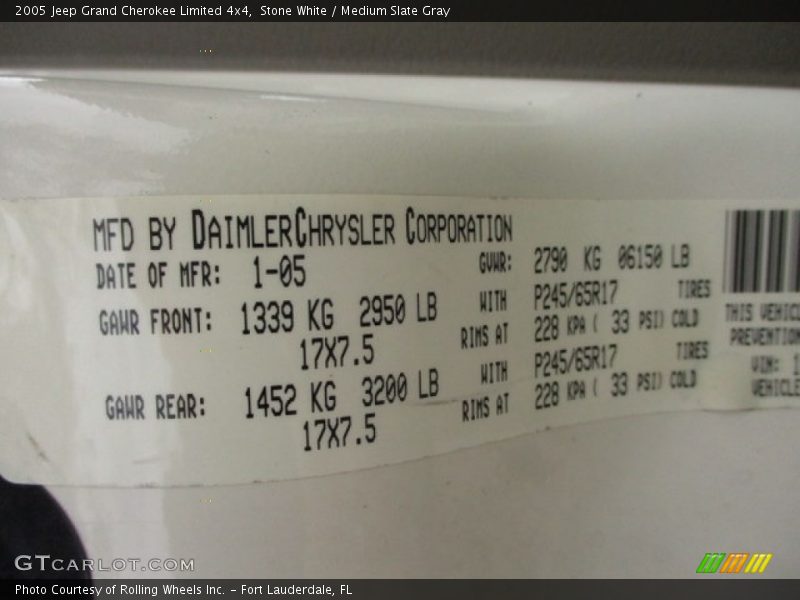 2005 Jeep Grand Cherokee Limited 4x4, Stone White / Medium Slate Gray
MFD BY DAIMLERCHRYSLER CORPORATION
DATE OF MFR: 1-05 GVWR: 2790 KG 06150 LB
GAWR FRONT: 1339 KG 2950 LB WITH P245/65R17 TIRES
17X7.5 RIMS AT 228 KPA ( 33 PSI) COLD
GAWR REAR: 1452 KG 3200 LB WITH P245/65R17 TIRES
17X7.5 RIMS AT 228 KPA ( 33 PSI) COLD
THIS VEHICL
PREVENTION
VIN: 1
VEHICLE
GTCARLOT.COM
Photo Courtesy of Rolling Wheels Inc. - Fort Lauderdale, FL